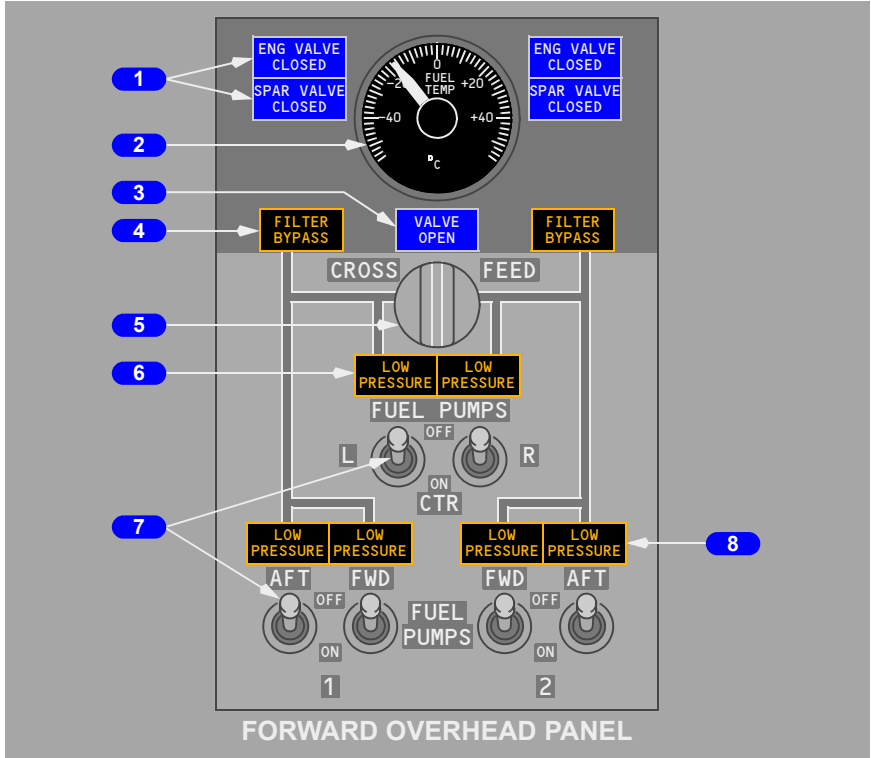 ENG VALVE
CLOSED
SPAR VALVE
CLOSED
ENG VALVE
CLOSED
SPAR VALVE
CLOSED
1
-40
-20
0
+20
+40
FUEL
TEMP
°C
2
3
4
FILTER
BYPASS
VALVE
OPEN
FILTER
BYPASS
CROSS FEED
5
6
LOW
PRESSURE
LOW
PRESSURE
FUEL PUMPS
OFF
L R
ON
CTR
7
LOW
PRESSURE
LOW
PRESSURE
LOW
PRESSURE
LOW
PRESSURE
8
AFT FWD FWD AFT
OFF OFF
FUEL
PUMPS
ON ON
1 2
FORWARD OVERHEAD PANEL